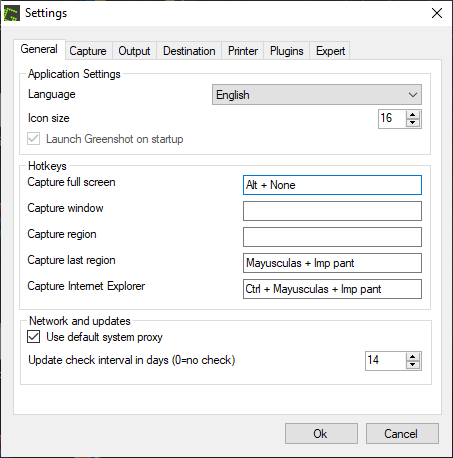 Settings
General Capture Output Destination Printer Plugins Expert
Application Settings
Language English
Icon size 16
Launch Greenshot on startup
Hotkeys
Capture full screen Alt + None
Capture window
Capture region
Capture last region Mayusculas + Imp pant
Capture Internet Explorer Ctrl + Mayusculas + Imp pant
Network and updates
Use default system proxy
Update check interval in days (0=no check) 14
Ok Cancel